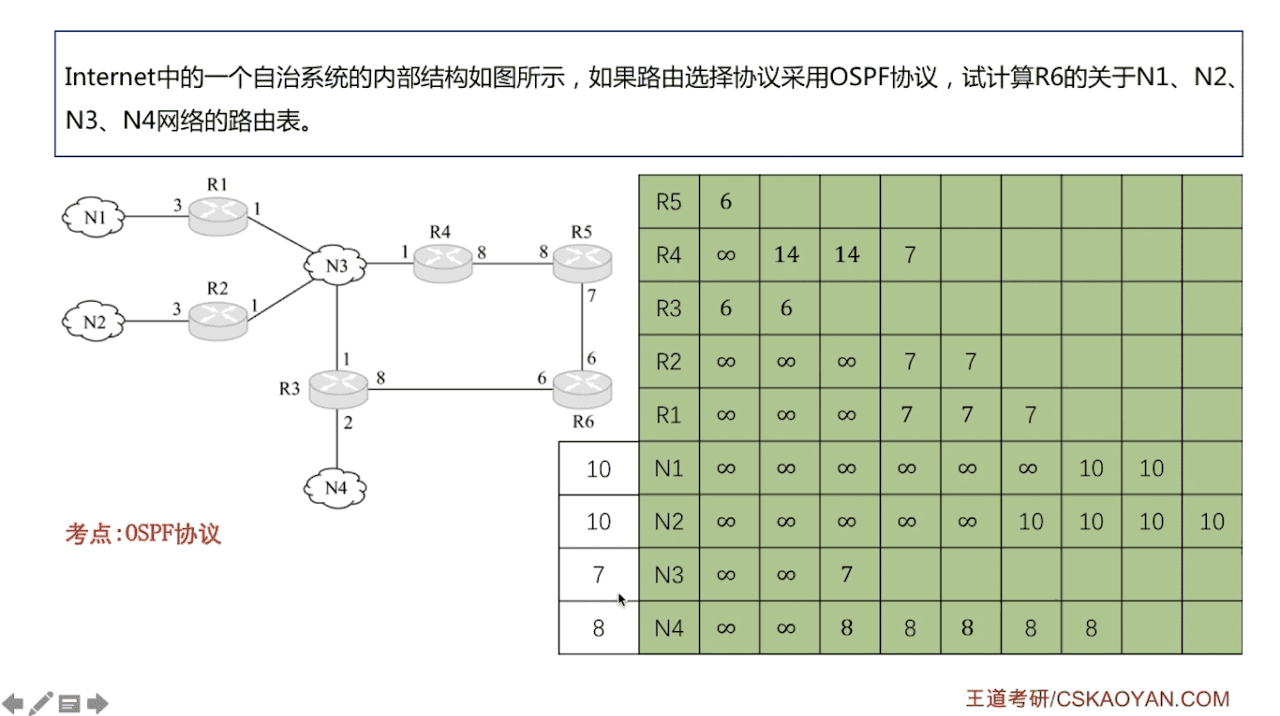 Internet中的一个自治系统的内部结构如图所示，如果路由选择协议采用OSPF协议，试计算R6的关于N1、N2、
N3、N4网络的路由表。
R1
N1 3 1
R4 R5
N3 1 8 8
R2 7
N2 3 1
1 6
R3 8 6
R6
2
N4
考点:OSPF协议
R5 6
R4 ∞ 14 14 7
R3 6 6
R2 ∞ ∞ ∞ 7 7
R1 ∞ ∞ ∞ 7 7 7
10 N1 ∞ ∞ ∞ ∞ ∞ ∞ 10 10
10 N2 ∞ ∞ ∞ ∞ ∞ 10 10 10 10
7 N3 ∞ ∞ 7
8 N4 ∞ ∞ 8 8 8 8 8
王道考研/CSKAOYAN.COM